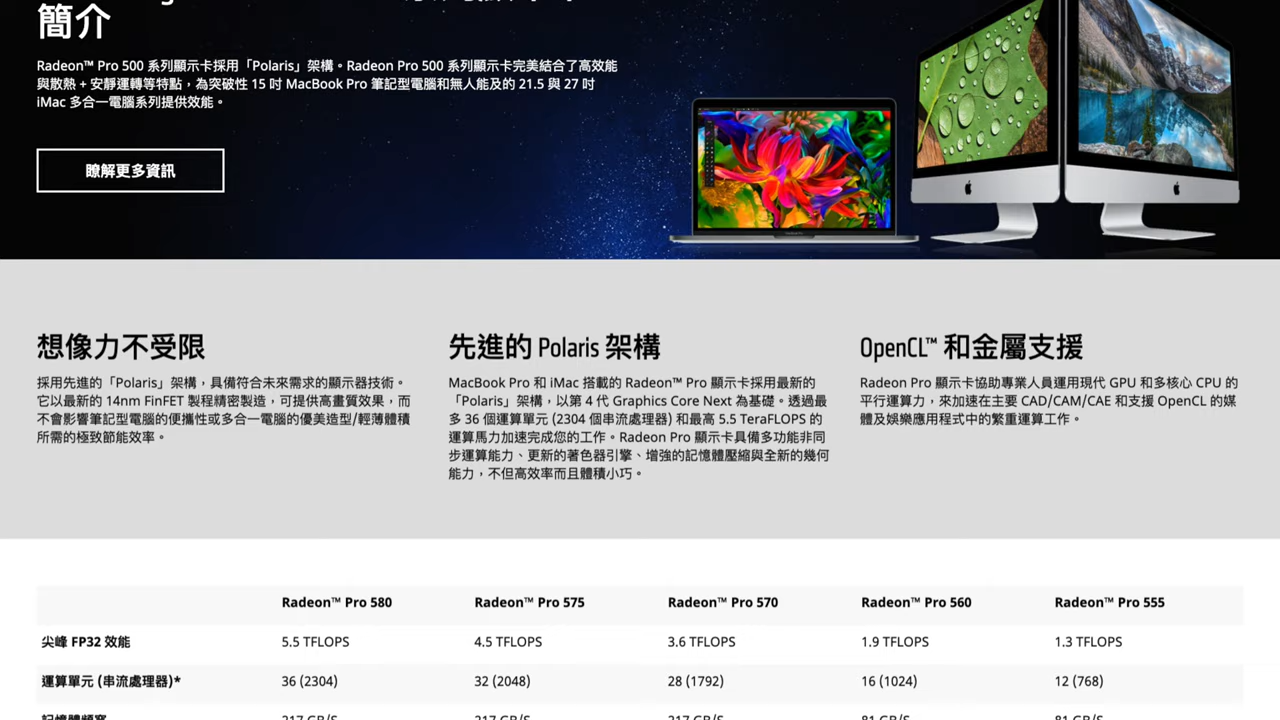 簡介
Radeon™ Pro 500 系列顯示卡採用「Polaris」架構。Radeon Pro 500 系列顯示卡完美結合了高效能
與散熱 + 安靜運轉等特點，為突破性 15 吋 MacBook Pro 筆記型電腦和無人能及的 21.5 與 27 吋
iMac 多合一電腦系列提供效能。
瞭解更多資訊
想像力不受限
採用先進的「Polaris」架構，具備符合未來需求的顯示器技術。
它以最新的 14nm FinFET 製程精密製造，可提供高畫質效果，而
不會影響筆記型電腦的便攜性或多合一電腦的優美造型/輕薄體積
所需的極致節能效率。
先進的 Polaris 架構
MacBook Pro 和 iMac 搭載的 Radeon™ Pro 顯示卡採用最新的
「Polaris」架構，以第 4 代 Graphics Core Next 為基礎。透過最
多 36 個運算單元 (2304 個串流處理器) 和最高 5.5 TeraFLOPS 的
運算馬力加速完成您的工作。Radeon Pro 顯示卡具備多功能非同
步運算能力、更新的著色器引擎、增強的記憶體壓縮與全新的幾何
能力，不但高效率而且體積小巧。
OpenCL™ 和金屬支援
Radeon Pro 顯示卡協助專業人員運用現代 GPU 和多核心 CPU 的
平行運算力，來加速在主要 CAD/CAM/CAE 和支援 OpenCL 的媒
體及娛樂應用程式中的繁重運算工作。
Radeon™ Pro 580 Radeon™ Pro 575 Radeon™ Pro 570 Radeon™ Pro 560 Radeon™ Pro 555
尖峰 FP32 效能 5.5 TFLOPS 4.5 TFLOPS 3.6 TFLOPS 1.9 TFLOPS 1.3 TFLOPS
運算單元 (串流處理器)* 36 (2304) 32 (2048) 28 (1792) 16 (1024) 12 (768)
記憶體頻寬 217 GB/S 217 GB/S 217 GB/S 81 GB/S 81 GB/S